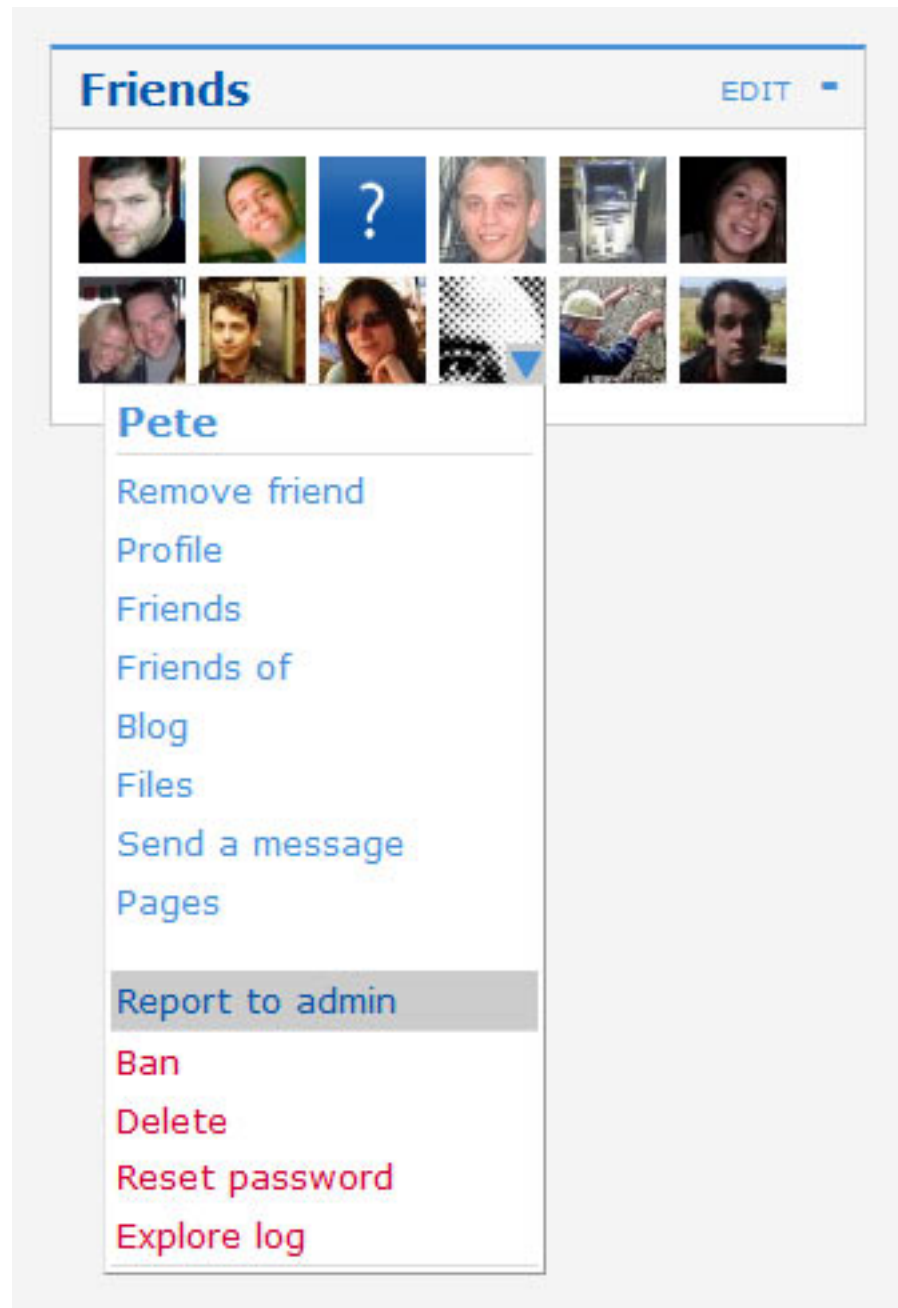 Friends EDIT -
?
Pete
Remove friend
Profile
Friends
Friends of
Blog
Files
Send a message
Pages
Report to admin
Ban
Delete
Reset password
Explore log